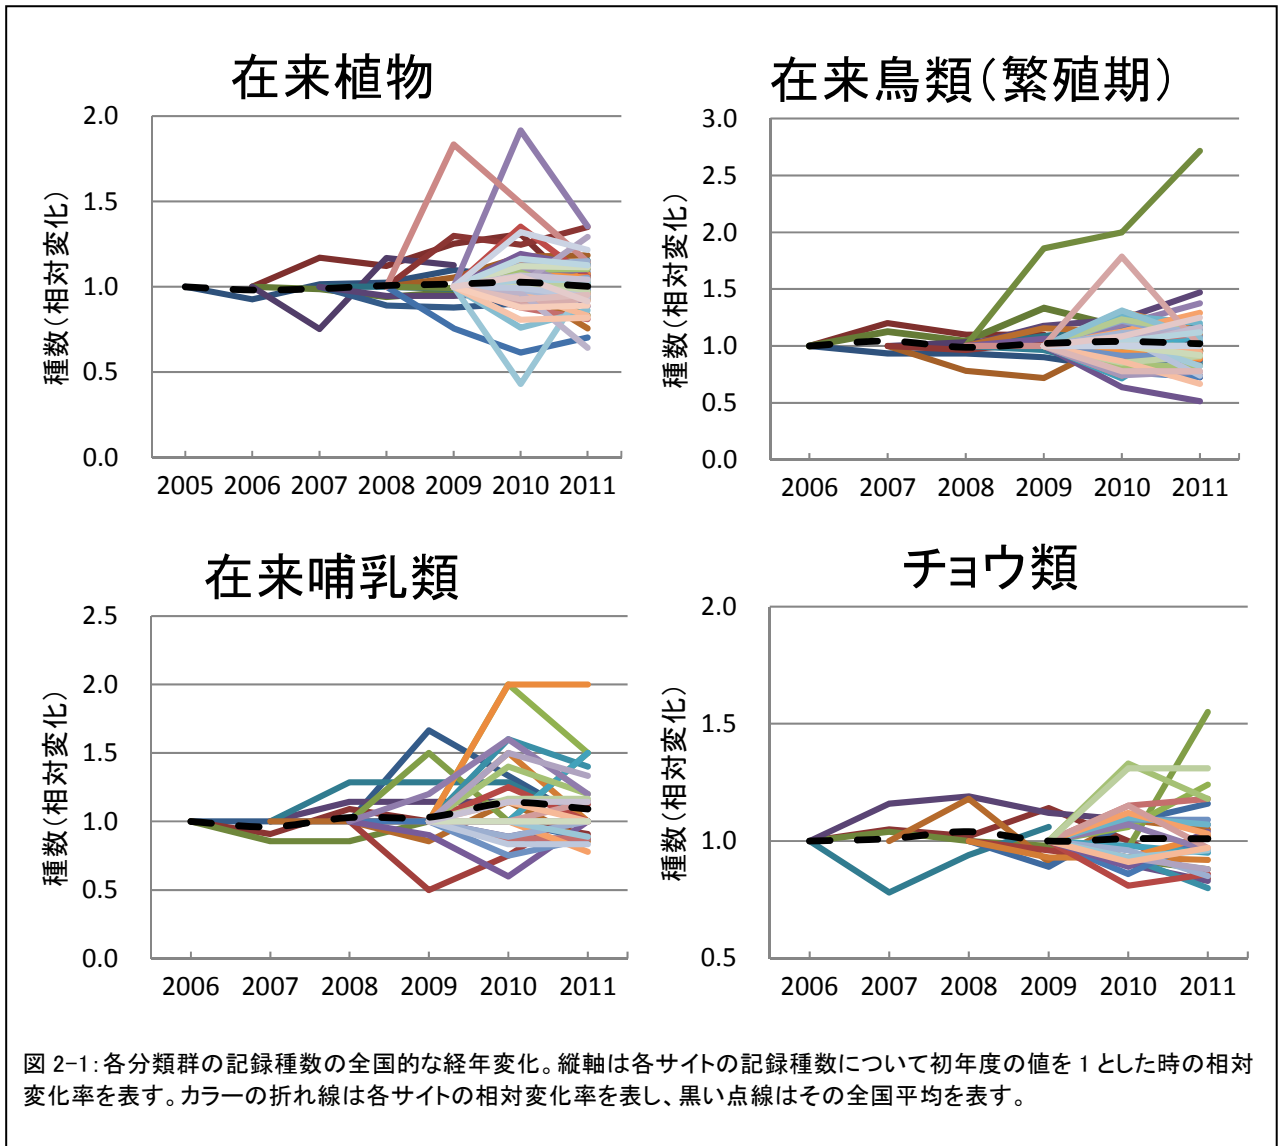 在来植物
種数（相対変化）
2.0
1.5
1.0
0.5
0.0
2005 2006 2007 2008 2009 2010 2011
在来鳥類（繁殖期）
種数（相対変化）
3.0
2.5
2.0
1.5
1.0
0.5
0.0
2006 2007 2008 2009 2010 2011
在来哺乳類
種数（相対変化）
2.5
2.0
1.5
1.0
0.5
0.0
2006 2007 2008 2009 2010 2011
チョウ類
種数（相対変化）
2.0
1.5
1.0
0.5
2006 2007 2008 2009 2010 2011
図 2-1：各分類群の記録種数の全国的な経年変化。縦軸は各サイトの記録種数について初年度の値を 1 とした時の相対
変化率を表す。カラーの折れ線は各サイトの相対変化率を表し、黒い点線はその全国平均を表す。